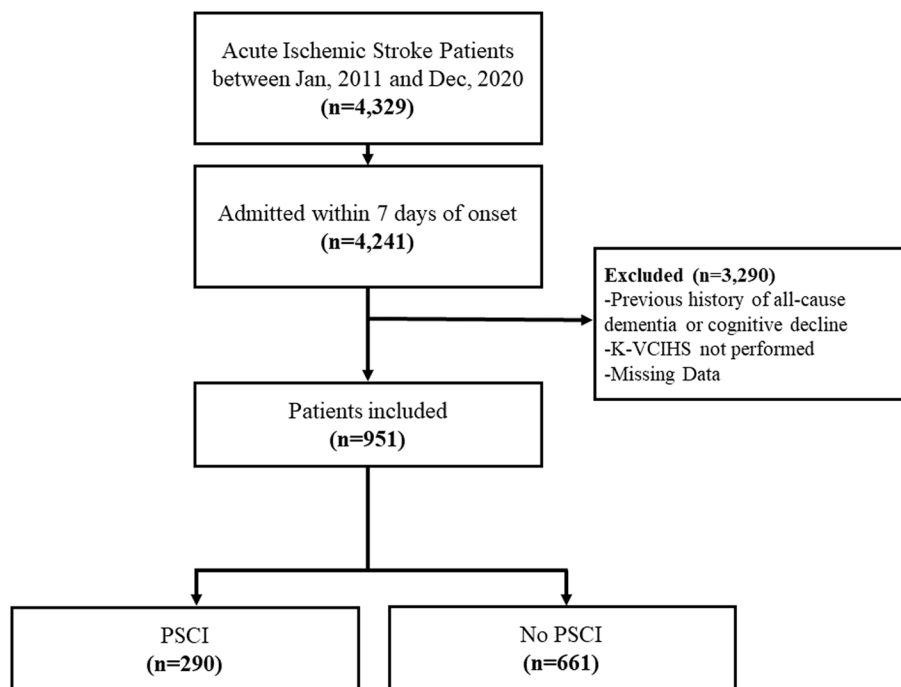 Acute Ischemic Stroke Patients
between Jan, 2011 and Dec, 2020
(n=4,329)
Admitted within 7 days of onset
(n=4,241)
Excluded (n=3,290)
-Previous history of all-cause
dementia or cognitive decline
-K-VCIHS not performed
-Missing Data
Patients included
(n=951)
PSCI
(n=290)
No PSCI
(n=661)